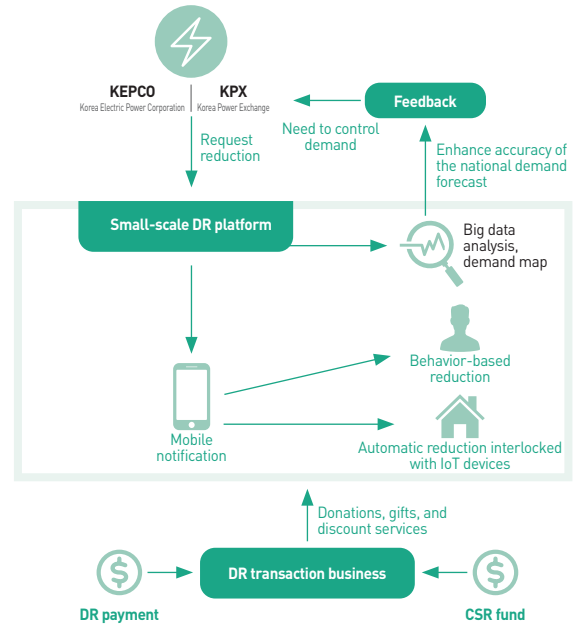 KEPCO
Korea Electric Power Corporation
KPX
Korea Power Exchange
Feedback
Need to control
demand
Request
reduction
Enhance accuracy of
the national demand
forecast
Small-scale DR platform
Big data
analysis,
demand map
Behavior-based
reduction
Mobile
notification
Automatic reduction interlocked
with IoT devices
Donations, gifts, and
discount services
$
DR transaction business
$
DR payment
CSR fund